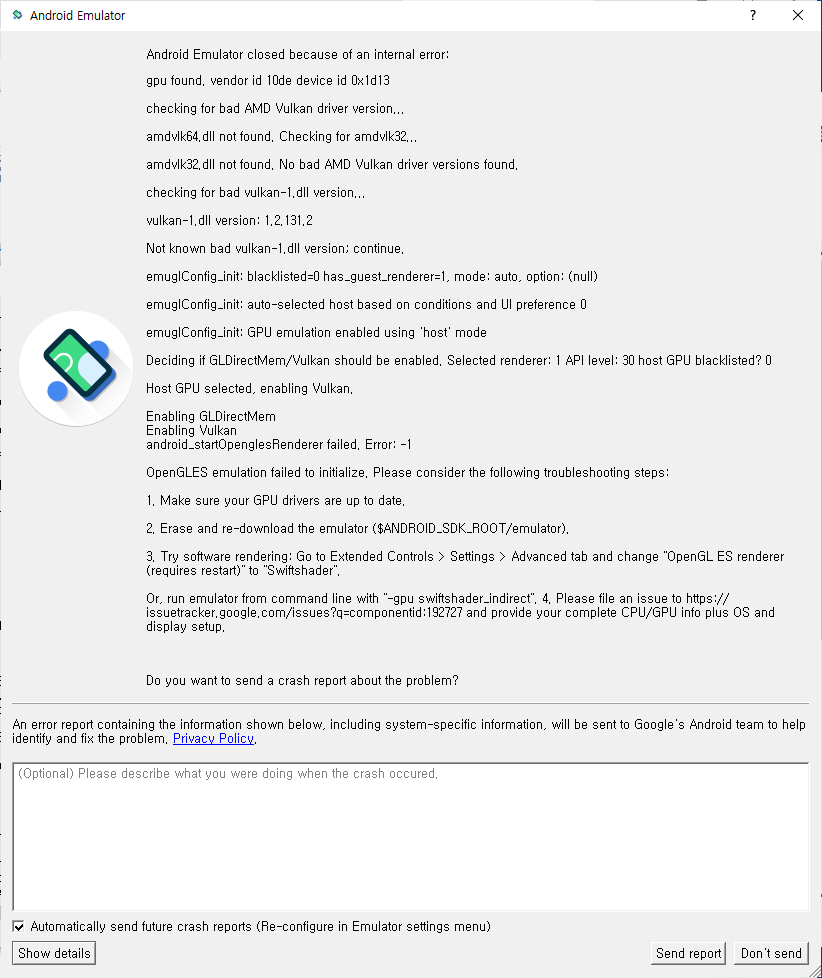 Android Emulator
?
Android Emulator closed because of an internal error:
gpu found. vendor id 10de device id 0x1d13
checking for bad AMD Vulkan driver version...
amdvlk64.dll not found. Checking for amdvlk32...
amdvlk32.dll not found. No bad AMD Vulkan driver versions found.
checking for bad vulkan-1.dll version...
vulkan-1.dll version: 1.2.131.2
Not known bad vulkan-1.dll version; continue.
emuglConfig_init: blacklisted=0 has_guest_renderer=1, mode: auto, option: (null)
emuglConfig_init: auto-selected host based on conditions and UI preference 0
emuglConfig_init: GPU emulation enabled using 'host' mode
Deciding if GLDirectMem/Vulkan should be enabled. Selected renderer: 1 API level: 30 host GPU blacklisted? 0
Host GPU selected, enabling Vulkan.
Enabling GLDirectMem
Enabling Vulkan
android_startOpenglesRenderer failed. Error: -1
OpenGLES emulation failed to initialize. Please consider the following troubleshooting steps:
1. Make sure your GPU drivers are up to date.
2. Erase and re-download the emulator ($ANDROID_SDK_ROOT/emulator).
3. Try software rendering: Go to Extended Controls > Settings > Advanced tab and change "OpenGL ES renderer
(requires restart)" to "Swiftshader".
Or, run emulator from command line with "-gpu swiftshader_indirect". 4. Please file an issue to https://
issuetracker.google.com/issues?q=componentid:192727 and provide your complete CPU/GPU info plus OS and
display setup.
Do you want to send a crash report about the problem?
An error report containing the information shown below, including system-specific information, will be sent to Google's Android team to help
identify and fix the problem. Privacy Policy.
(Optional) Please describe what you were doing when the crash occured.
Automatically send future crash reports (Re-configure in Emulator settings menu)
Show details
Send report
Don't send